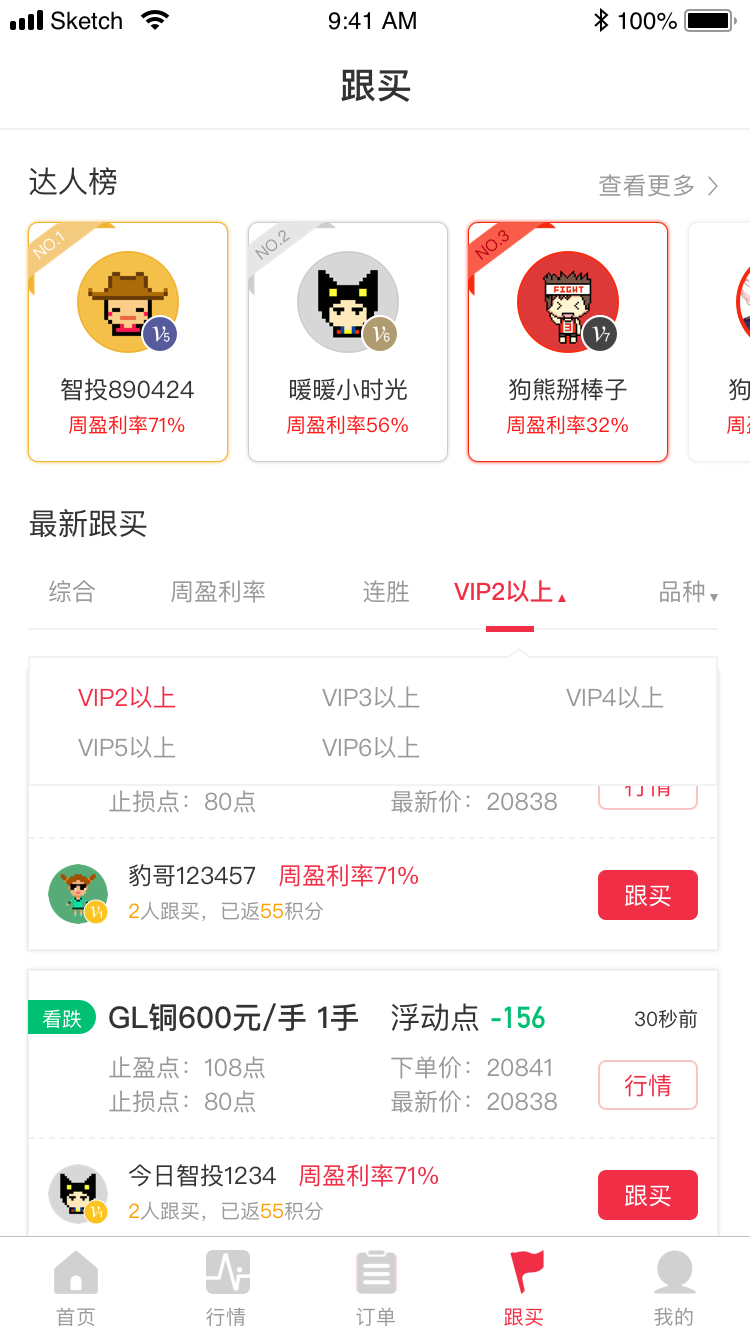 Sketch 9:41 AM 100%
跟买
达人榜 查看更多
NO.1 NO.2 NO.3
FIGHT
V5 V6 V7
智投890424 暖暖小时光 狗熊掰棒子 狗
周盈利率71% 周盈利率56% 周盈利率32% 周
最新跟买
综合 周盈利率 连胜 VIP2以上 品种
VIP2以上 VIP3以上 VIP4以上
VIP5以上 VIP6以上
止损点：80点 最新价：20838 行情
豹哥123457 周盈利率71%
V1 2人跟买，已返55积分 跟买
看跌 GL铜600元/手 1手 浮动点 -156 30秒前
止盈点：108点 下单价：20841
止损点：80点 最新价：20838 行情
今日智投1234 周盈利率71%
V1 2人跟买，已返55积分 跟买
首页 行情 订单 跟买 我的